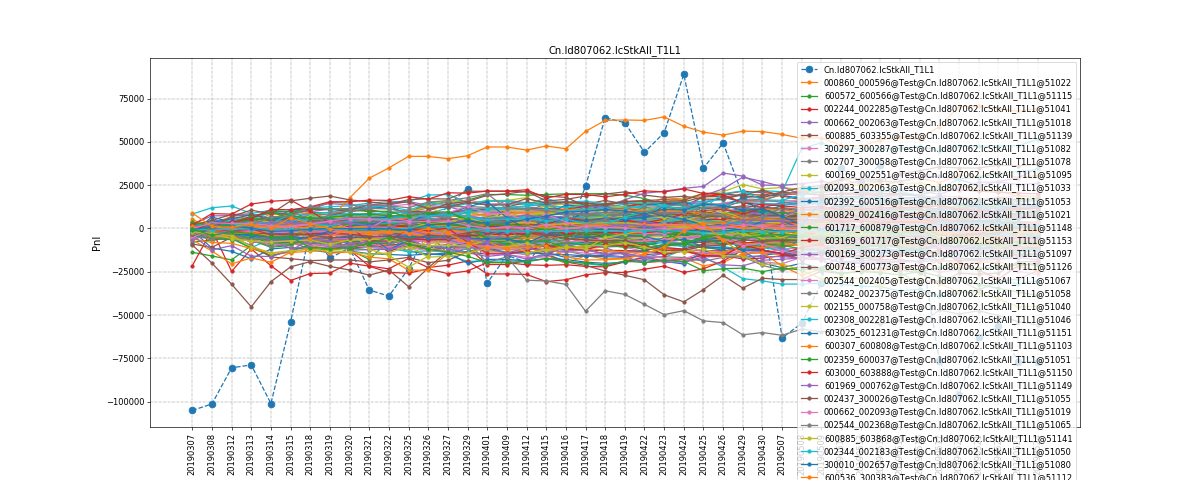 Cn.Id807062.IcStkAll_T1L1
PnI
75000
50000
25000
0
−25000
−50000
−75000
−100000
20190307
20190308
20190312
20190313
20190314
20190315
20190318
20190319
20190320
20190321
20190322
20190325
20190326
20190327
20190329
20190401
20190409
20190412
20190415
20190416
20190417
20190418
20190419
20190422
20190423
20190424
20190425
20190426
20190429
20190430
20190507
Cn.Id807062.IcStkAll_T1L1
000860_000596@Test@Cn.Id807062.IcStkAll_T1L1@51022
600572_600566@Test@Cn.Id807062.IcStkAll_T1L1@51115
002244_002285@Test@Cn.Id807062.IcStkAll_T1L1@51041
000662_002063@Test@Cn.Id807062.IcStkAll_T1L1@51018
600885_603355@Test@Cn.Id807062.IcStkAll_T1L1@51139
300297_300287@Test@Cn.Id807062.IcStkAll_T1L1@51082
002707_300058@Test@Cn.Id807062.IcStkAll_T1L1@51078
600169_002551@Test@Cn.Id807062.IcStkAll_T1L1@51095
002093_002063@Test@Cn.Id807062.IcStkAll_T1L1@51033
002392_600516@Test@Cn.Id807062.IcStkAll_T1L1@51053
000829_002416@Test@Cn.Id807062.IcStkAll_T1L1@51021
601717_600879@Test@Cn.Id807062.IcStkAll_T1L1@51148
603169_601717@Test@Cn.Id807062.IcStkAll_T1L1@51153
600169_300273@Test@Cn.Id807062.IcStkAll_T1L1@51097
600748_600773@Test@Cn.Id807062.IcStkAll_T1L1@51126
002544_002405@Test@Cn.Id807062.IcStkAll_T1L1@51067
002482_002375@Test@Cn.Id807062.IcStkAll_T1L1@51058
002155_000758@Test@Cn.Id807062.IcStkAll_T1L1@51040
002308_002281@Test@Cn.Id807062.IcStkAll_T1L1@51046
603025_601231@Test@Cn.Id807062.IcStkAll_T1L1@51151
600307_600808@Test@Cn.Id807062.IcStkAll_T1L1@51103
002359_600037@Test@Cn.Id807062.IcStkAll_T1L1@51051
603000_603888@Test@Cn.Id807062.IcStkAll_T1L1@51150
601969_000762@Test@Cn.Id807062.IcStkAll_T1L1@51149
002437_300026@Test@Cn.Id807062.IcStkAll_T1L1@51055
000662_002093@Test@Cn.Id807062.IcStkAll_T1L1@51019
002544_002368@Test@Cn.Id807062.IcStkAll_T1L1@51065
600885_603868@Test@Cn.Id807062.IcStkAll_T1L1@51141
002344_002183@Test@Cn.Id807062.IcStkAll_T1L1@51050
300010_002657@Test@Cn.Id807062.IcStkAll_T1L1@51080
600536_300383@Test@Cn.Id807062.IcStkAll_T1L1@51112